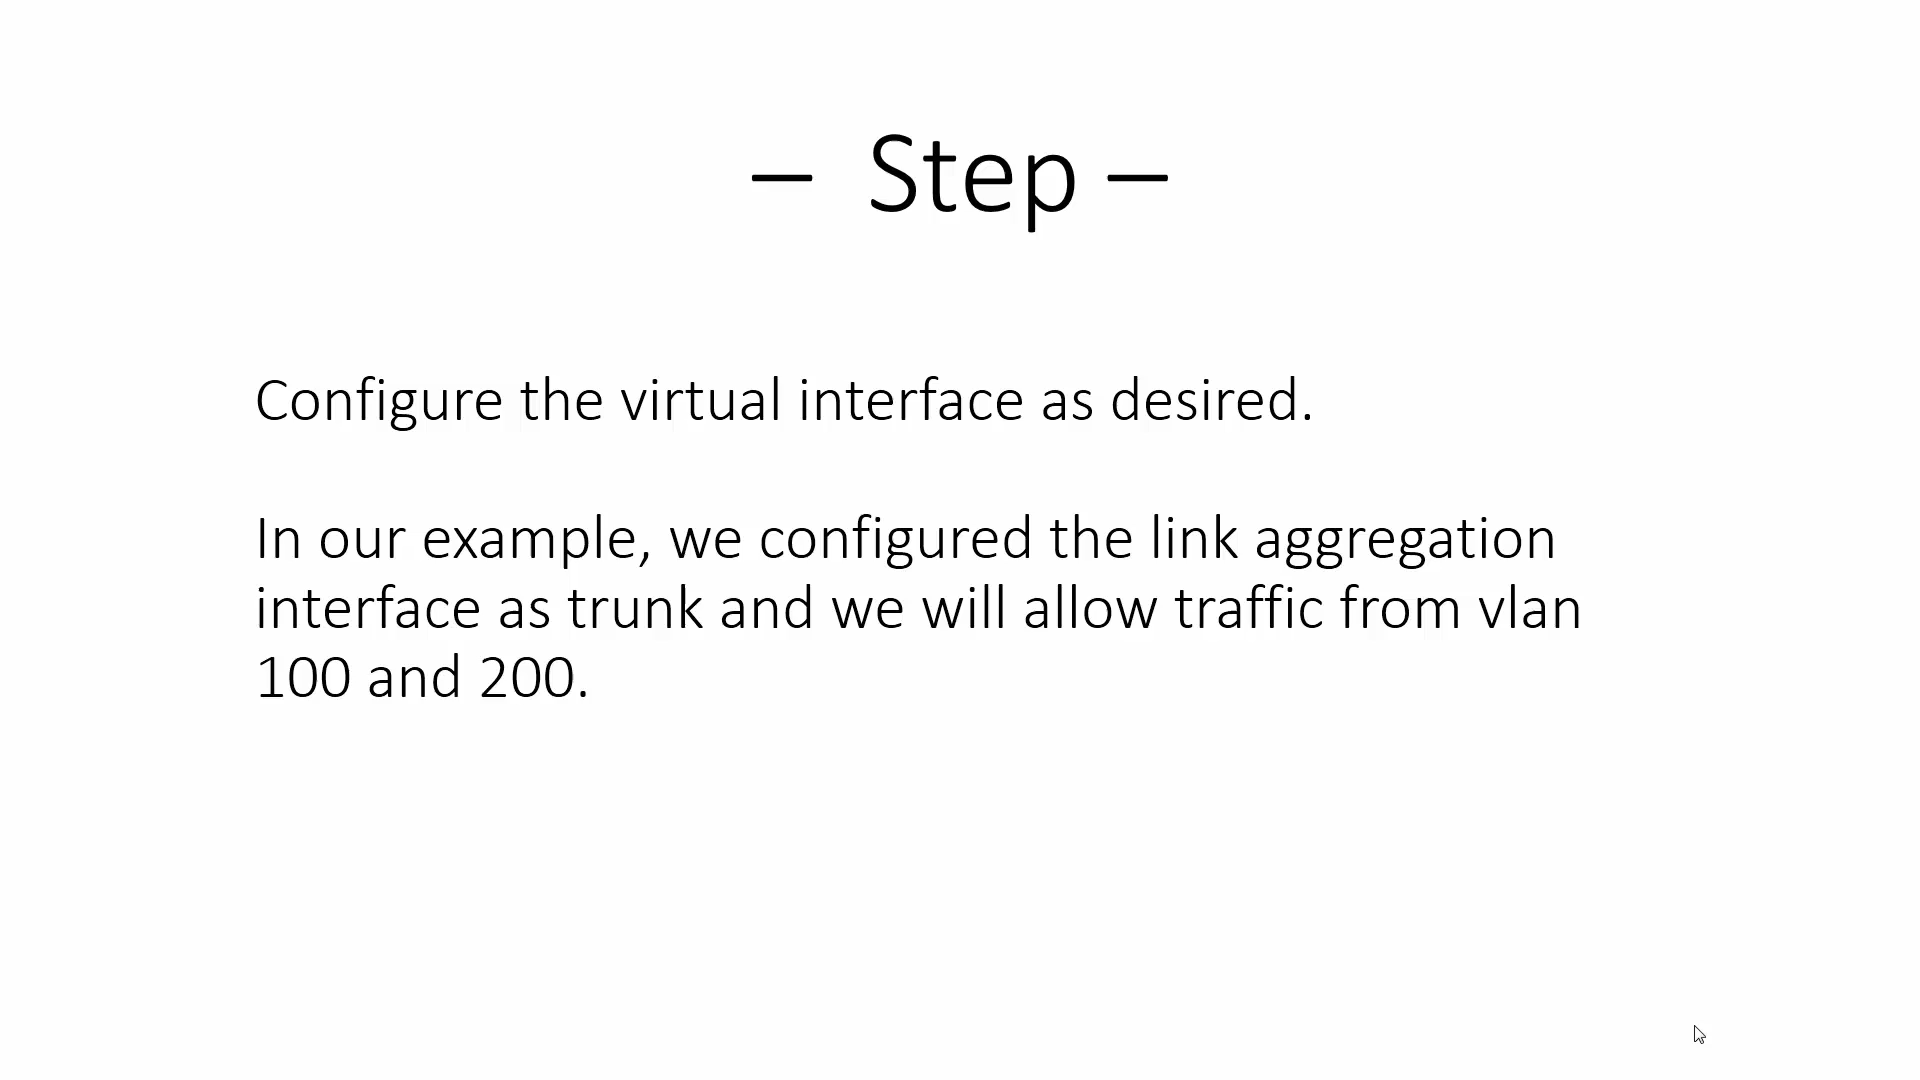 – Step –
Configure the virtual interface as desired.
In our example, we configured the link aggregation
interface as trunk and we will allow traffic from vlan
100 and 200.